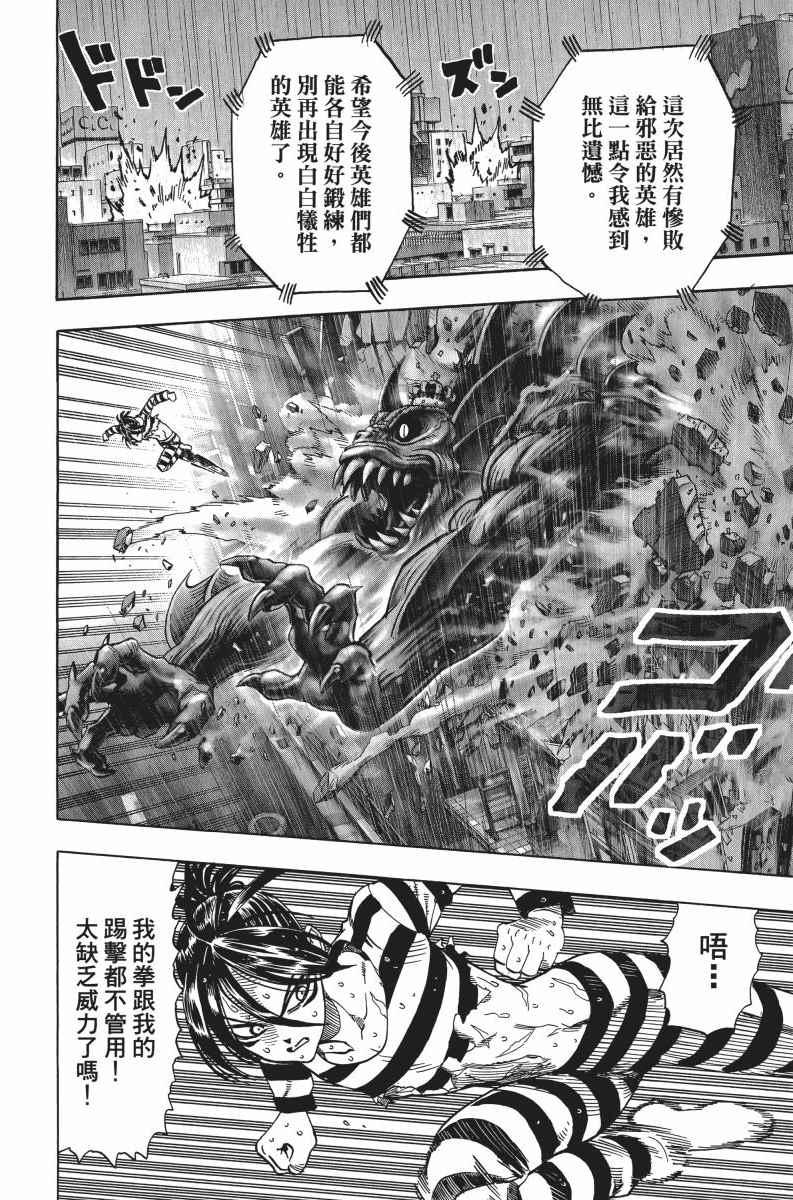 ズン
這次居然有慘敗
給邪惡的英雄，
這一點令我感到
無比遺憾。
ドドン
希望今後英雄們都
能各自好好鍛練，
別再出現白白犧牲
的英雄了。
C.C.
ゴバッ
唔…
我的拳跟我的
踢擊都不管用！
太缺乏威力了嗎！